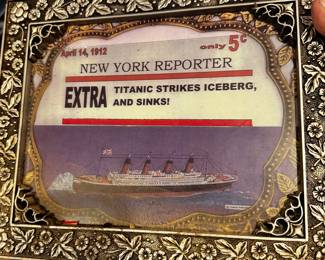 April 14, 1912
only 5¢
NEW YORK REPORTER
EXTRA TITANIC STRIKES ICEBERG,
AND SINKS!